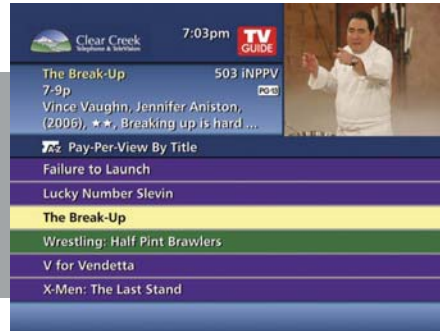 Clear Creek
Telephone & TeleVision
7:03pm
TV
GUIDE
The Break-Up 503 iNPPV
7-9p PG-13
Vince Vaughn, Jennifer Aniston,
(2006), ★★, Breaking up is hard ...
A-Z Pay-Per-View By Title
Failure to Launch
Lucky Number Slevin
The Break-Up
Wrestling: Half Pint Brawlers
V for Vendetta
X-Men: The Last Stand